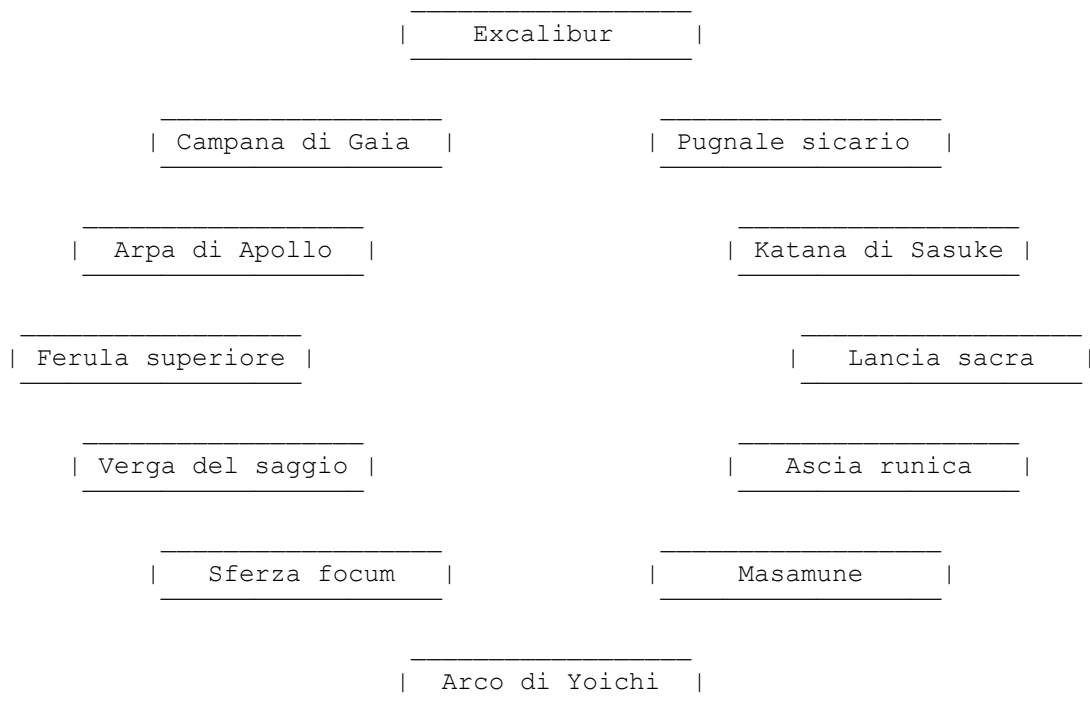 Excalibur
Campana di Gaia Pugnale sicario
Arpa di Apollo Katana di Sasuke
Ferula superiore Lancia sacra
Verga del saggio Ascia runica
Sferza focum Masamune
Arco di Yoichi